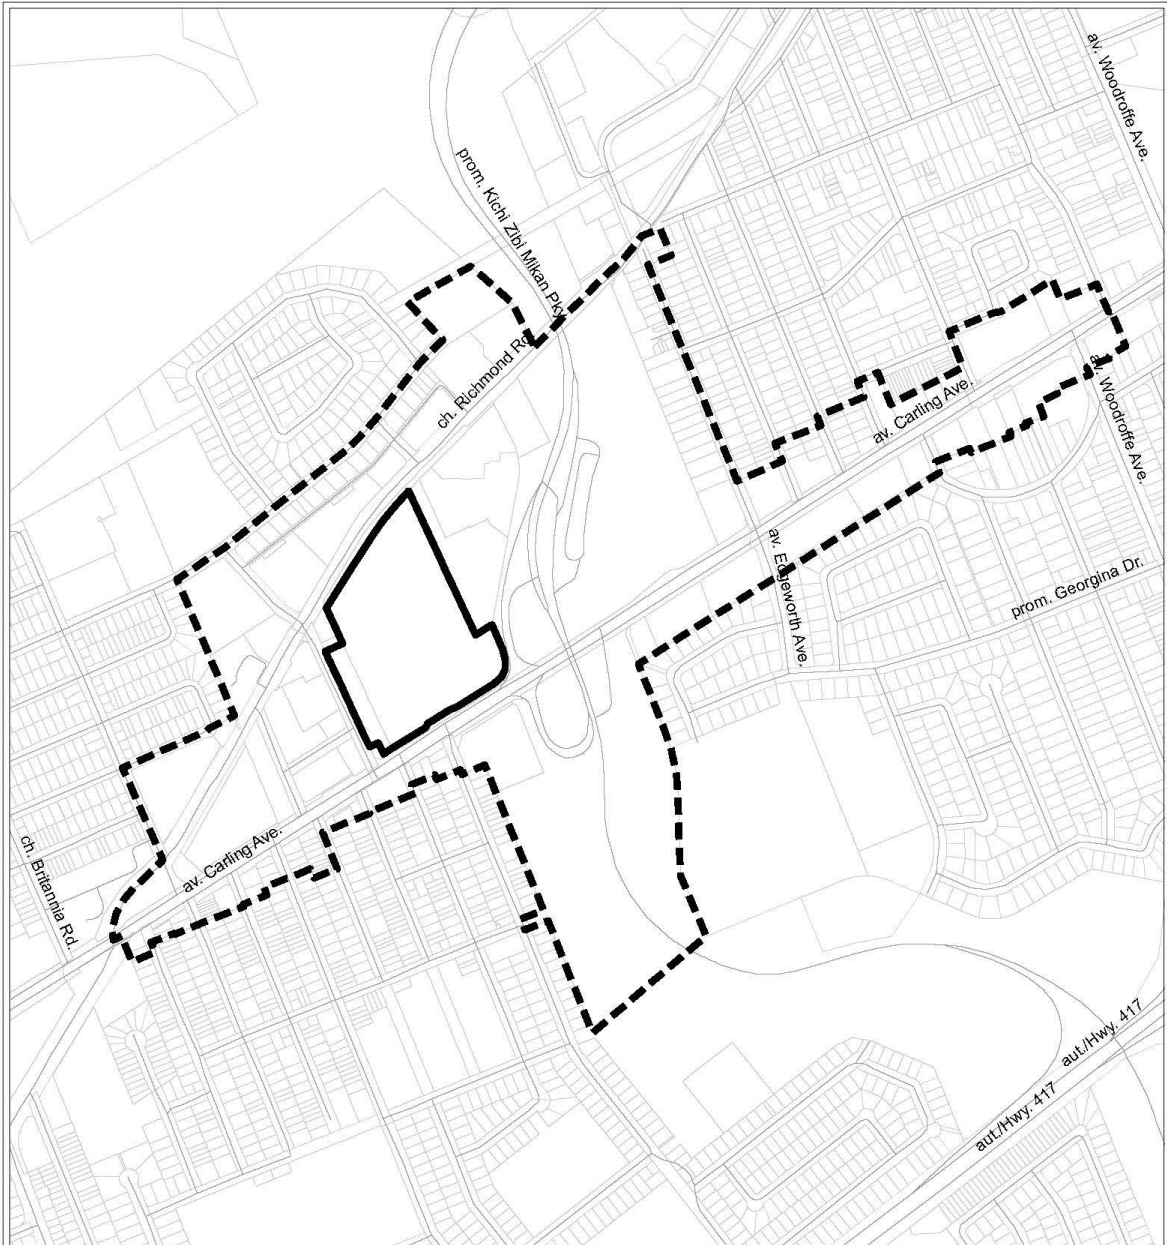 av. Woodroffe Ave.
prom. Kichi Zibi Mikan Pky
ch. Richmond Rd.
av. Carling Ave.
av. Woodroffe Ave.
av. Edgeworth Ave.
prom. Georgina Dr.
av. Carling Ave.
ch. Britannia Rd.
aut./Hwy. 417
aut./Hwy. 417